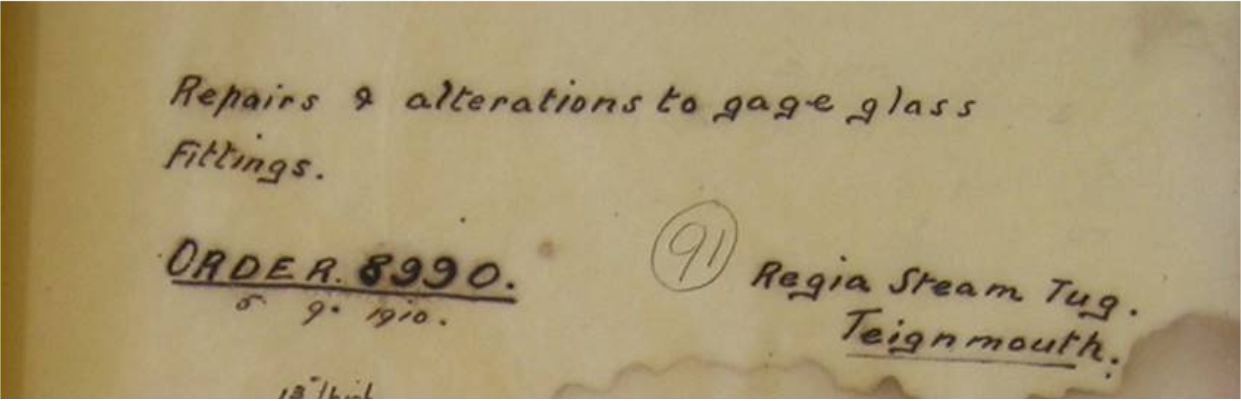 Repairs & alterations to gage glass
Fittings.
ORDER. 8990.
5 9. 1910.
91
Regia Steam Tug.
Teignmouth.